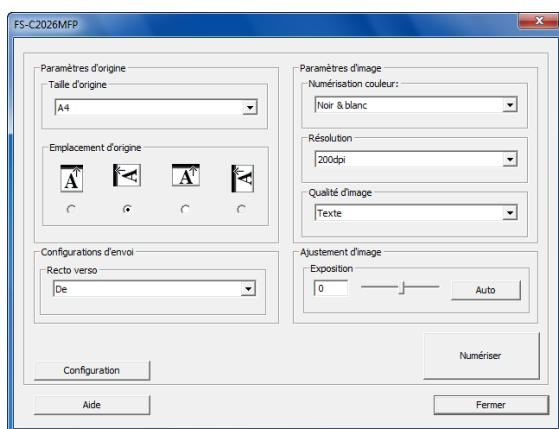 FS-C2026MFP
Paramètres d'origine
Taille d'origine
A4
Emplacement d'origine
A A A A
Configurations d'envoi
Recto verso
De
Paramètres d'image
Numérisation couleur:
Noir & blanc
Résolution
200dpi
Qualité d'image
Texte
Ajustement d'image
Exposition
0
Auto
Configuration
Numériser
Aide
Fermer